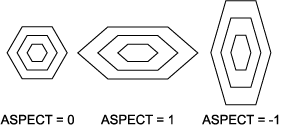 ASPECT = 0 ASPECT = 1 ASPECT = -1